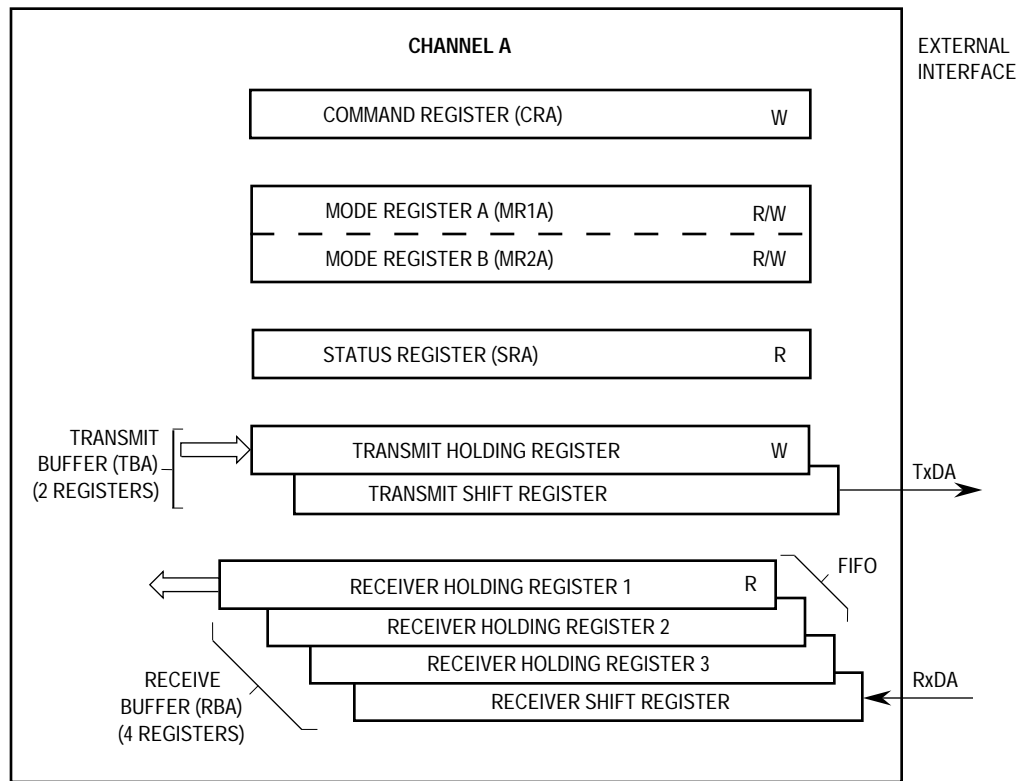 CHANNEL A
EXTERNAL
INTERFACE
COMMAND REGISTER (CRA) W
MODE REGISTER A (MR1A) R/W
MODE REGISTER B (MR2A) R/W
STATUS REGISTER (SRA) R
TRANSMIT
BUFFER (TBA)
(2 REGISTERS)
TRANSMIT HOLDING REGISTER W
TRANSMIT SHIFT REGISTER
TxDA
FIFO
RECEIVER HOLDING REGISTER 1 R
RECEIVER HOLDING REGISTER 2
RECEIVER HOLDING REGISTER 3
RECEIVER SHIFT REGISTER
RxDA
RECEIVE
BUFFER (RBA)
(4 REGISTERS)